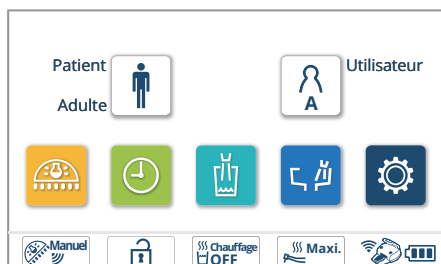 Patient
Adulte
Utilisateur
A
Manuel
Chauffage
OFF
Maxi.